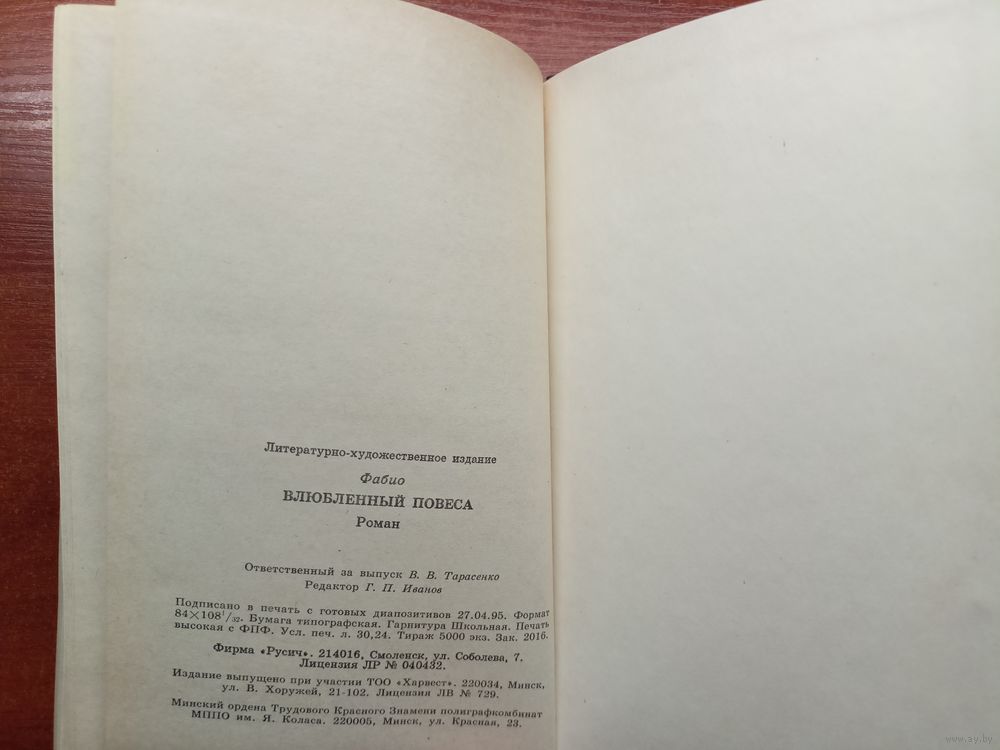 Литературно-художественное издание
Фабио
ВЛЮБЛЕННЫЙ ПОВЕСА
Роман
Ответственный за выпуск В. В. Тарасенко
Редактор Г. П. Иванов
Подписано в печать с готовых диапозитивов 27.04.95. Формат
84×108¹/₃₂. Бумага типографская. Гарнитура Школьная. Печать
высокая с ФПФ. Усл. печ. л. 30,24. Тираж 5000 экз. Зак. 2016.
Фирма «Русич». 214016, Смоленск, ул. Соболева, 7.
Лицензия ЛР № 040432.
Издание выпущено при участии ТОО «Харвест». 220034, Минск,
ул. В. Хоружей, 21-102. Лицензия ЛВ № 729.
Минский ордена Трудового Красного Знамени полиграфкомбинат
МППО им. Я. Коласа. 220005, Минск, ул. Красная, 23.
www.ay.by